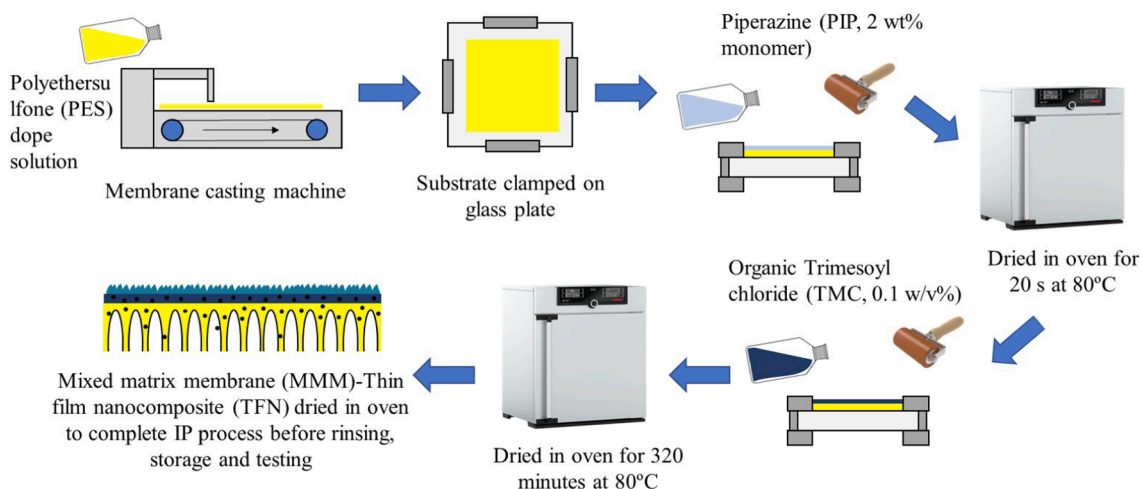 Polyethersu
lfone (PES)
dope
solution
Membrane casting machine
Substrate clamped on
glass plate
Piperazine (PIP, 2 wt%
monomer)
Dried in oven for
20 s at 80ºC
Organic Trimesoyl
chloride (TMC, 0.1 w/v%)
Dried in oven for 320
minutes at 80ºC
Mixed matrix membrane (MMM)-Thin
film nanocomposite (TFN) dried in oven
to complete IP process before rinsing,
storage and testing